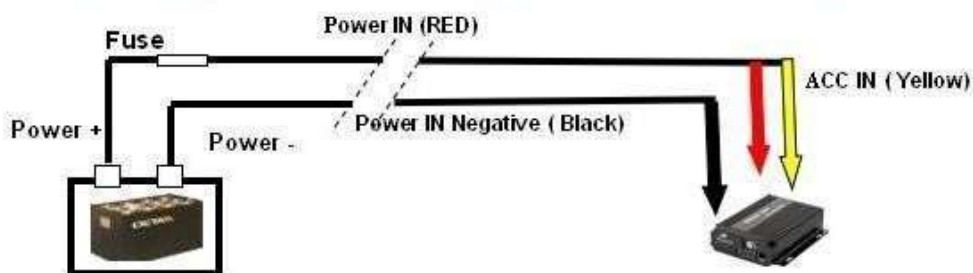 Power IN (RED)
Fuse
ACC IN ( Yellow)
Power +
Power -
Power IN Negative ( Black)